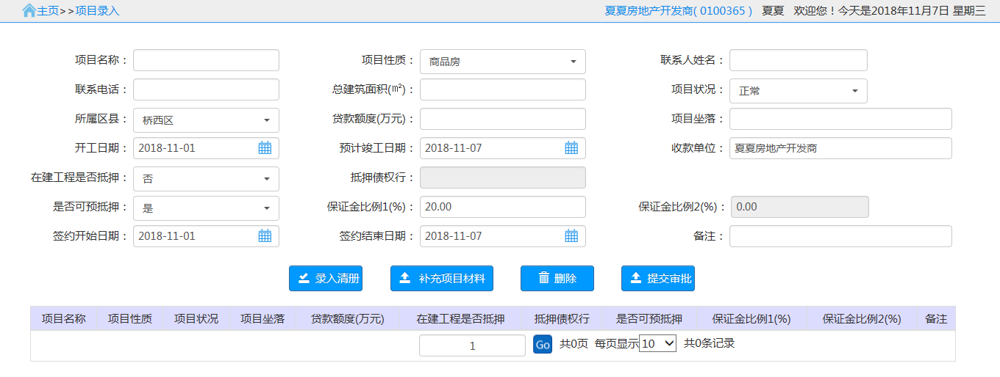 主页>>项目录入 夏夏房地产开发商( 0100365 ) 夏夏 欢迎您！今天是2018年11月7日 星期三
项目名称： 项目性质： 商品房 联系人姓名：
联系电话： 总建筑面积(㎡)： 项目状况： 正常
所属区县： 桥西区 贷款额度(万元)： 项目坐落：
开工日期： 2018-11-01 预计竣工日期： 2018-11-07 收款单位： 夏夏房地产开发商
在建工程是否抵押： 否 抵押债权行：
是否可预抵押： 是 保证金比例1(%)： 20.00 保证金比例2(%)： 0.00
签约开始日期： 2018-11-01 签约结束日期： 2018-11-07 备注：
录入清册 补充项目材料 删除 提交审批
项目名称 项目性质 项目状况 项目坐落 贷款额度(万元) 在建工程是否抵押 抵押债权行 是否可预抵押 保证金比例1(%) 保证金比例2(%) 备注
1 Go 共0页 每页显示 10 共0条记录